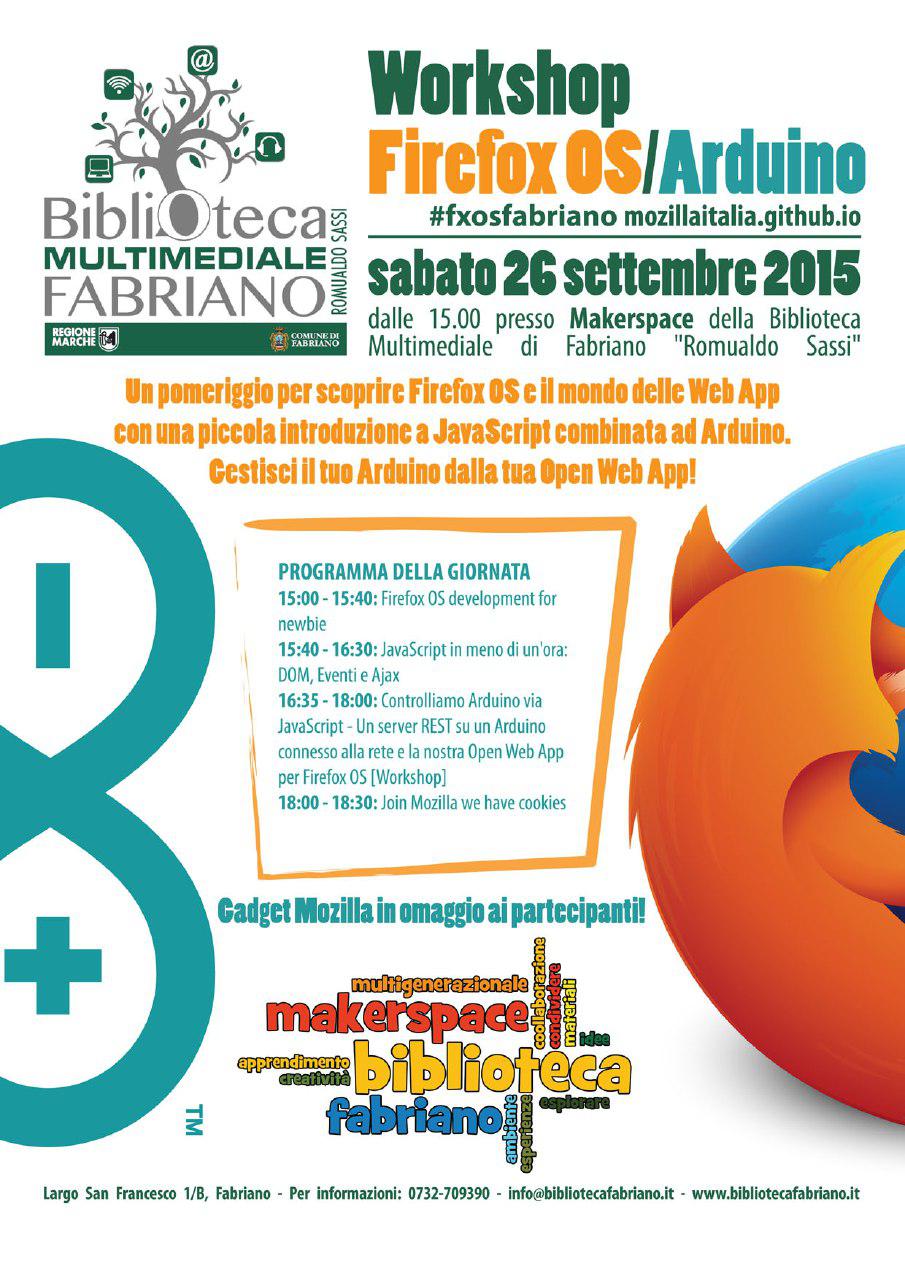 @
Biblioteca
MULTIMEDIALE
FABRIANO
ROMUALDO SASSI
REGIONE
MARCHE
COMUNE DI
FABRIANO
Workshop
Firefox OS/Arduino
#fxosfabriano mozillaitalia.github.io
sabato 26 settembre 2015
dalle 15.00 presso Makerspace della Biblioteca
Multimediale di Fabriano "Romualdo Sassi"
Un pomeriggio per scoprire Firefox OS e il mondo delle Web App
con una piccola introduzione a JavaScript combinata ad Arduino.
Gestisci il tuo Arduino dalla tua Open Web App!
PROGRAMMA DELLA GIORNATA
15:00 - 15:40: Firefox OS development for
newbie
15:40 - 16:30: JavaScript in meno di un'ora:
DOM, Eventi e Ajax
16:35 - 18:00: Controlliamo Arduino via
JavaScript - Un server REST su un Arduino
connesso alla rete e la nostra Open Web App
per Firefox OS [Workshop]
18:00 - 18:30: Join Mozilla we have cookies
Gadget Mozilla in omaggio ai partecipanti!
multigenerazionale
makerspace
coollaborazione
condividere
materiali
idee
apprendimento
creatività
biblioteca
fabriano
ambiente
esperienze
esplorare
TM
Largo San Francesco 1/B, Fabriano - Per informazioni: 0732-709390 - info@bibliotecafabriano.it - www.bibliotecafabriano.it